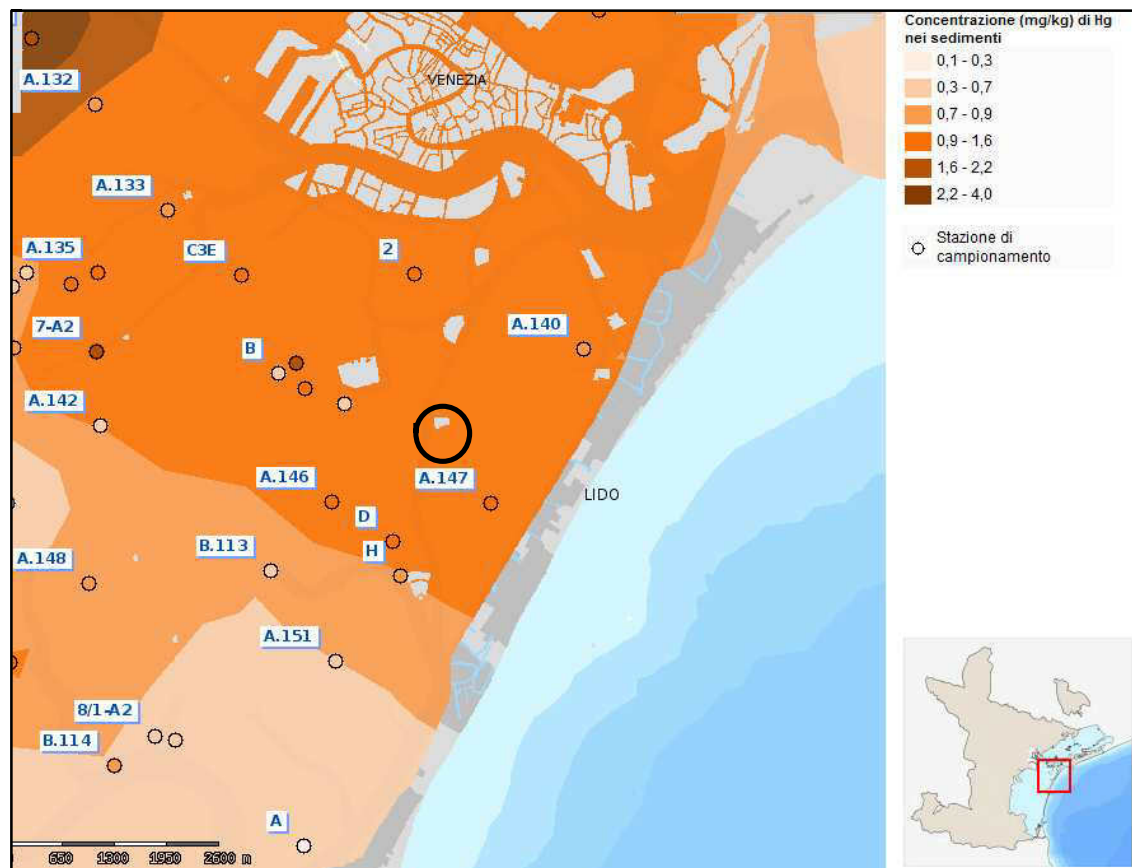 Concentrazione (mg/kg) di Hg
nei sedimenti
0,1 - 0,3
0,3 - 0,7
0,7 - 0,9
0,9 - 1,6
1,6 - 2,2
2,2 - 4,0
Stazione di
campionamento
VENEZIA
A.132
A.133
A.135
C3E
2
7-A2
B
A.140
A.142
A.146
A.147
LIDO
D
H
B.113
A.148
A.151
8/1-A2
B.114
A
650 1300 1950 2600 m